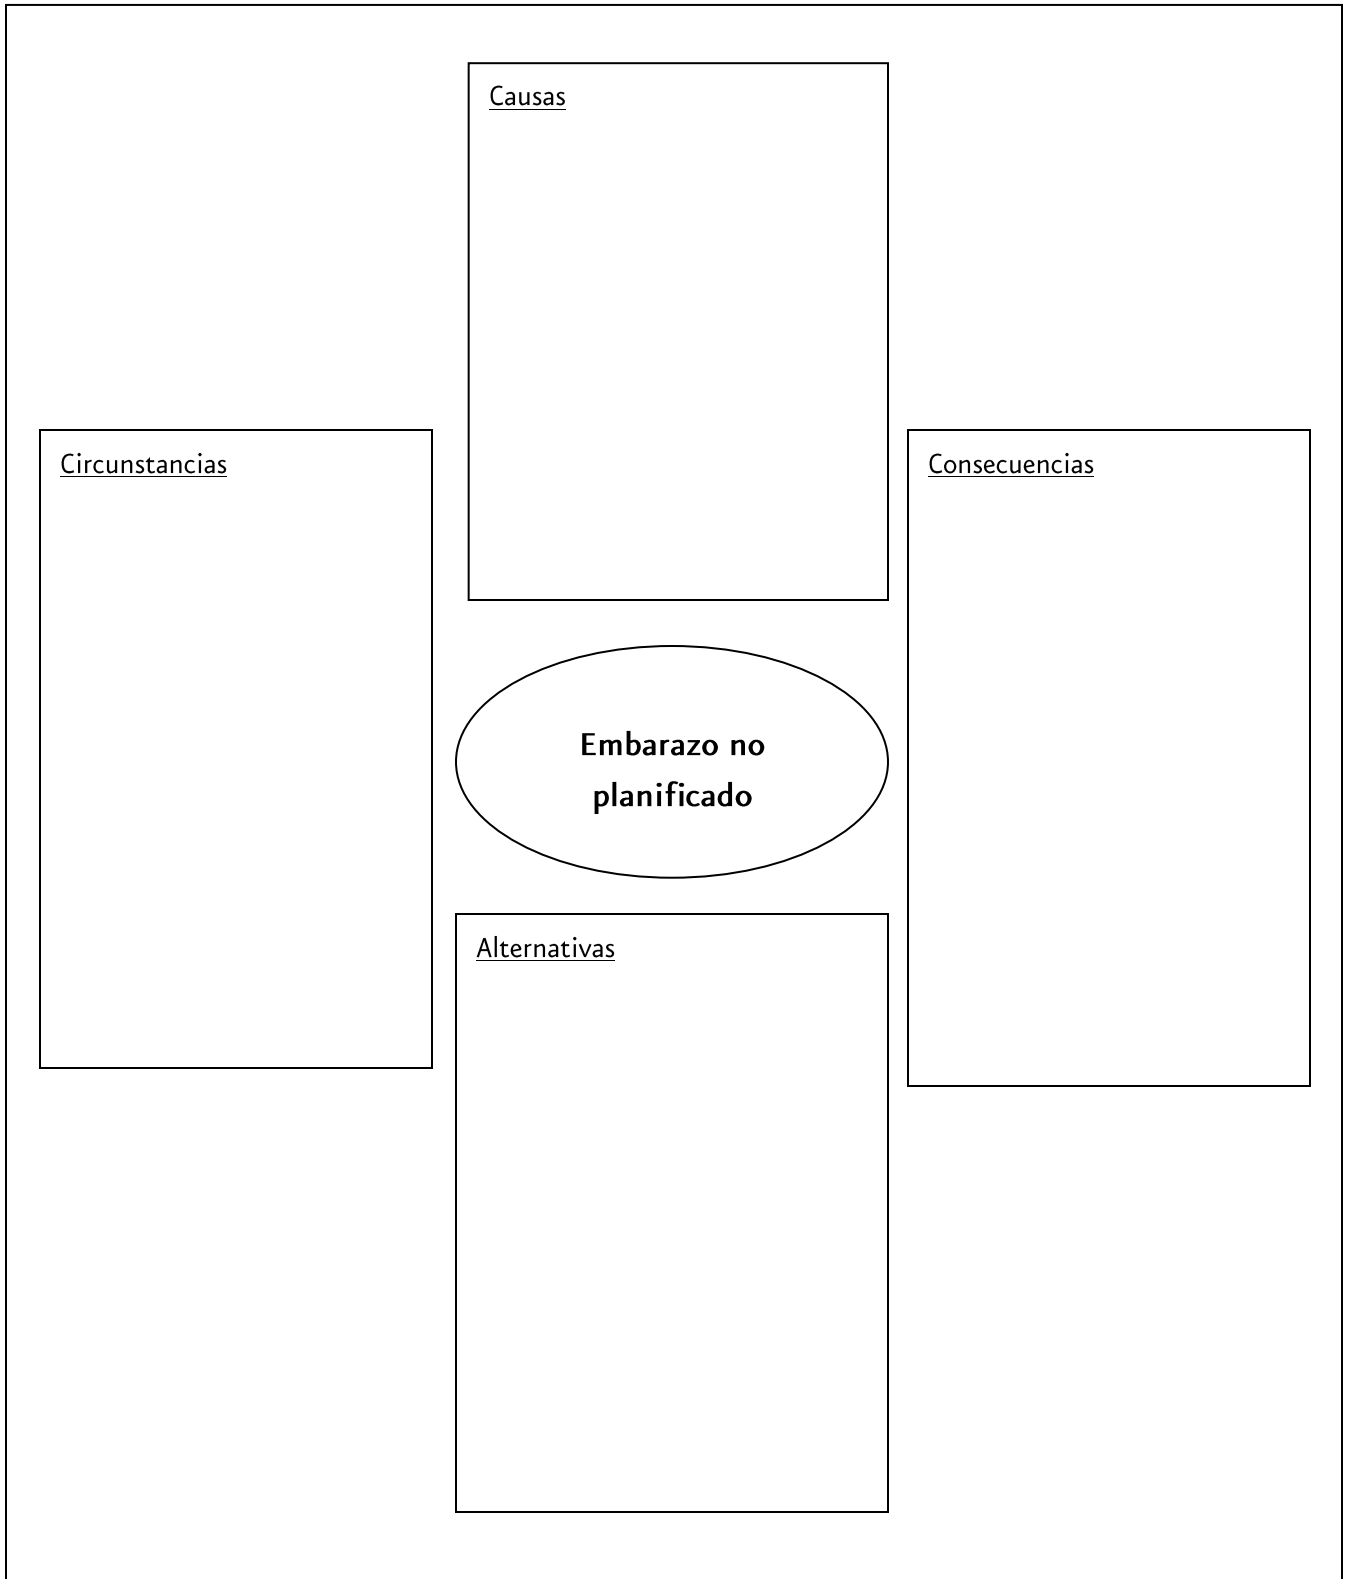 Causas
Circunstancias
Consecuencias
Embarazo no
planificado
Alternativas